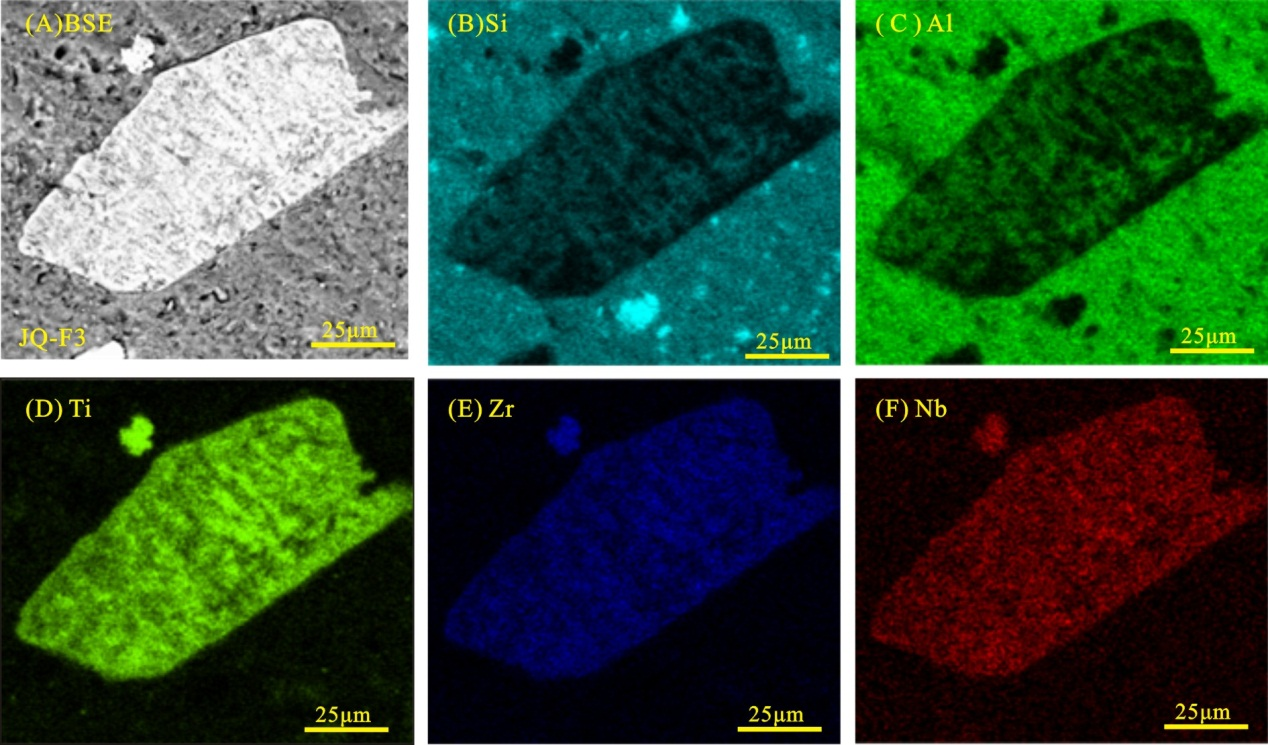 (A)BSE
JQ-F3
25μm
(B)Si
25μm
(C)Al
25μm
(D) Ti
25μm
(E) Zr
25μm
(F) Nb
25μm